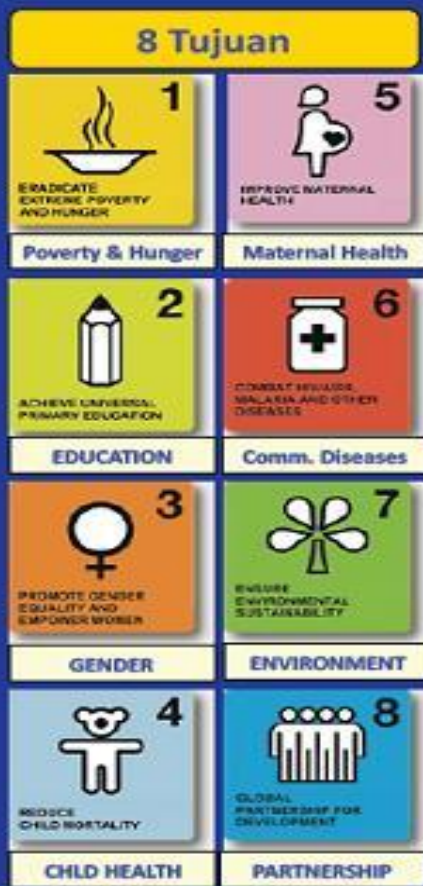 8 Tujuan
1
ERADICATE
EXTREME POVERTY
AND HUNGER
Poverty & Hunger
5
IMPROVE MATERNAL
HEALTH
Maternal Health
2
ACHIEVE UNIVERSAL
PRIMARY EDUCATION
EDUCATION
6
COMBAT HIV/AIDS,
MALARIA AND OTHER
DISEASES
Comm. Diseases
3
PROMOTE GENDER
EQUALITY AND
EMPOWER WOMEN
GENDER
7
ENSURE
ENVIRONMENTAL
SUSTAINABILITY
ENVIRONMENT
4
REDUCE
CHILD MORTALITY
CHLD HEALTH
8
GLOBAL
PARTNERSHIP FOR
DEVELOPMENT
PARTNERSHIP